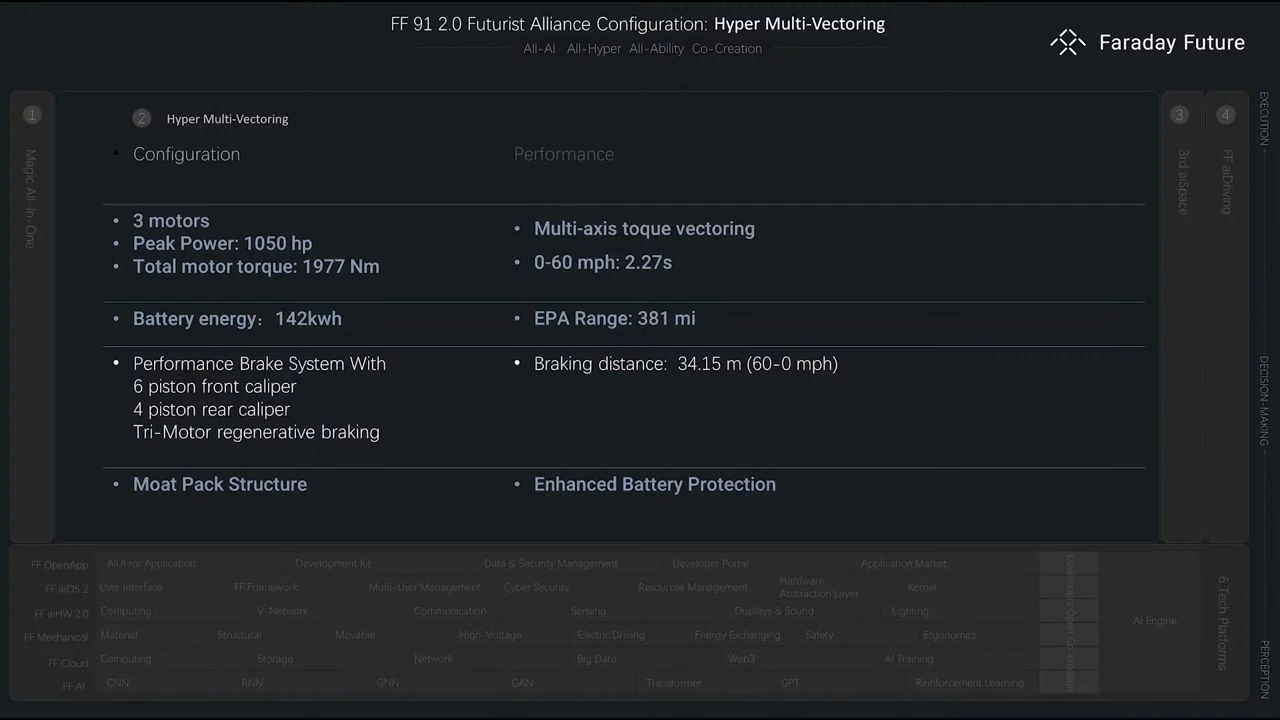 FF 91 2.0 Futurist Alliance Configuration: Hyper Multi-Vectoring
All-AI All-Hyper All-Ability Co-Creation
Faraday Future
1
Magic All-In-One
2 Hyper Multi-Vectoring
• Configuration
Performance
• 3 motors
• Peak Power: 1050 hp
• Total motor torque: 1977 Nm
• Multi-axis toque vectoring
• 0-60 mph: 2.27s
• Battery energy：142kwh
• EPA Range: 381 mi
• Performance Brake System With
6 piston front caliper
4 piston rear caliper
Tri-Motor regenerative braking
• Braking distance: 34.15 m (60-0 mph)
• Moat Pack Structure
• Enhanced Battery Protection
3
3rd aiSpace
4
FF aiDriving
EXECUTION
DECISION-MAKING
PERCEPTION
FF OpenApp AIUI for Application Development Kit Data & Security Management Developer Portal Application Market
FF aiOS 2 User Interface FF Framework Multi-User Management Cyber Security Resources Management Hardware Abstraction Layer Kernel
FF aiHW 2.0 Computing V-Network Communication Sensing Displays & Sound Lighting
FF Mechanical Material Structural Movable High-Voltage Electric Driving Energy Exchanging Safety Ergonomics
FF Cloud Computing Storage Network Big Data Web3 AI Training
FF AI CNN RNN GNN GAN Transformer GPT Reinforcement Learning
Developers Open Co-creation
AI Engine
6 Tech Platforms